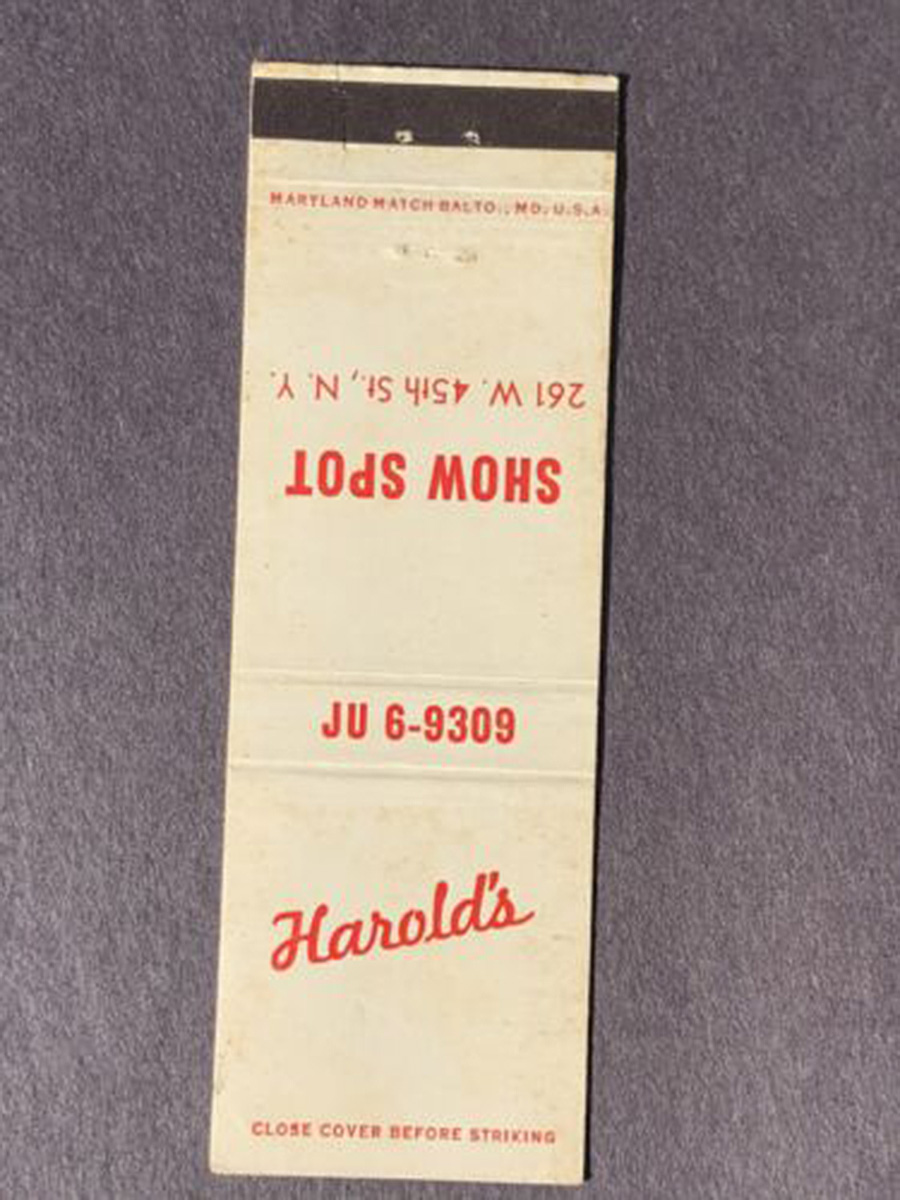 MARYLAND MATCH BALTO., MD. U.S.A.
261 W. 45th St., N. Y.
SHOW SPOT
JU 6-9309
Harold's
CLOSE COVER BEFORE STRIKING